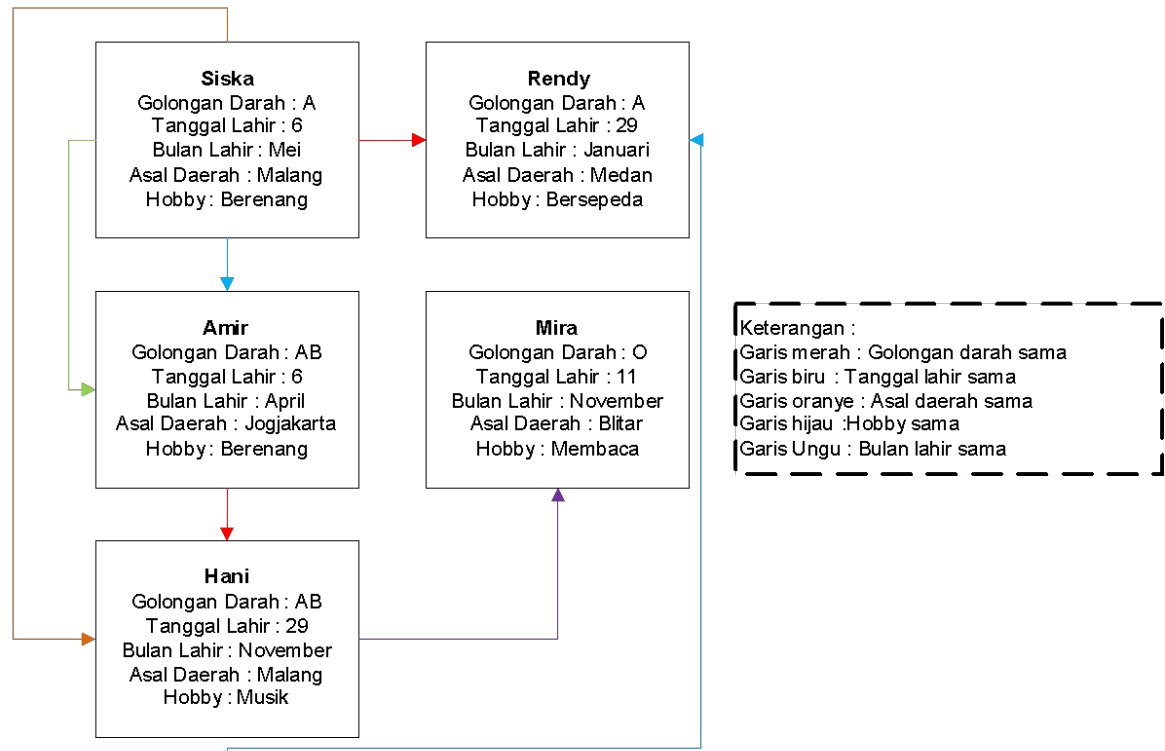 Siska
Golongan Darah : A
Tanggal Lahir : 6
Bulan Lahir : Mei
Asal Daerah : Malang
Hobby : Berenang
Rendy
Golongan Darah : A
Tanggal Lahir : 29
Bulan Lahir : Januari
Asal Daerah : Medan
Hobby : Bersepeda
Amir
Golongan Darah : AB
Tanggal Lahir : 6
Bulan Lahir : April
Asal Daerah : Jogjakarta
Hobby : Berenang
Mira
Golongan Darah : O
Tanggal Lahir : 11
Bulan Lahir : November
Asal Daerah : Blitar
Hobby : Membaca
Keterangan :
Garis merah : Golongan darah sama
Garis biru : Tanggal lahir sama
Garis oranye : Asal daerah sama
Garis hijau :Hobby sama
Garis Ungu : Bulan lahir sama
Hani
Golongan Darah : AB
Tanggal Lahir : 29
Bulan Lahir : November
Asal Daerah : Malang
Hobby : Musik